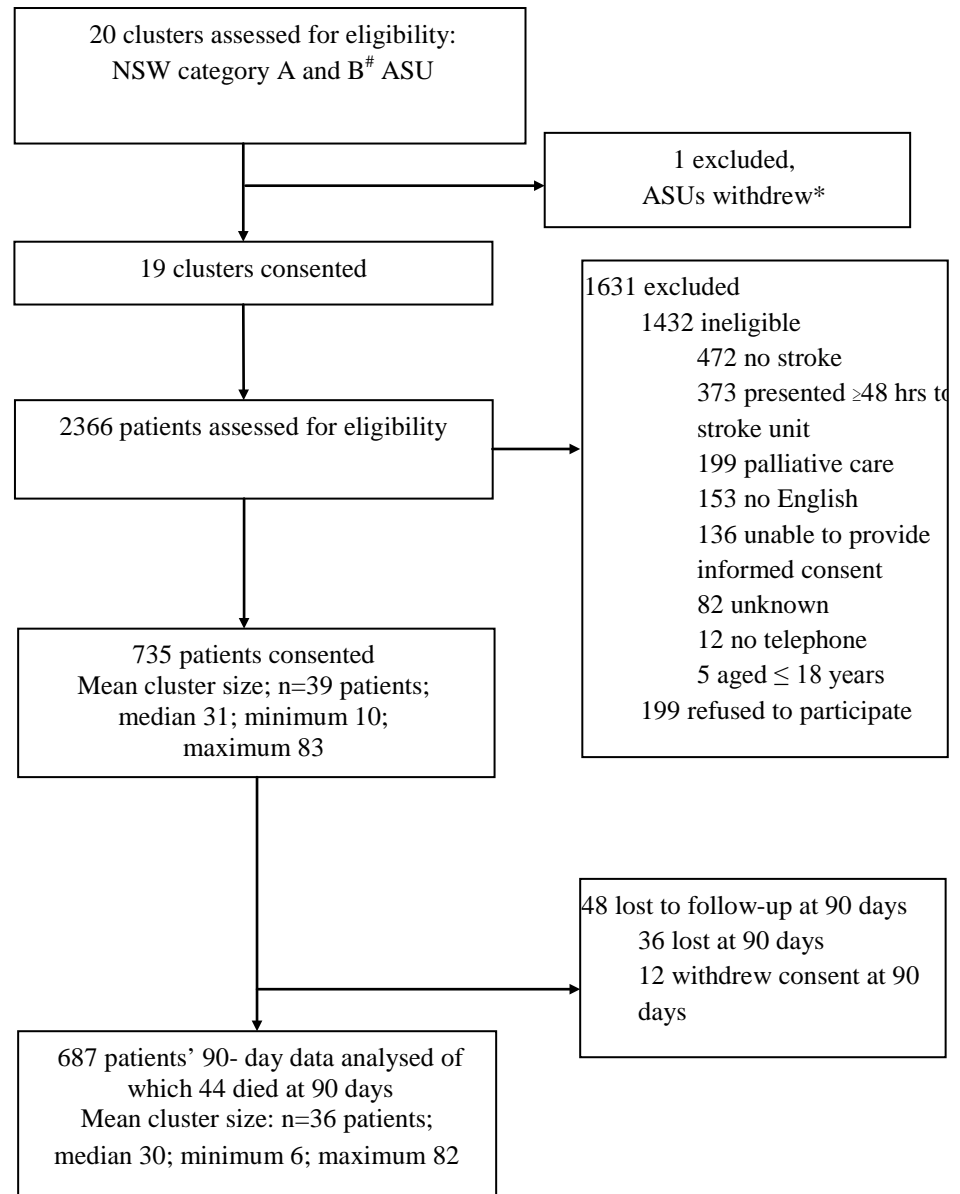 20 clusters assessed for eligibility:
NSW category A and B# ASU
1 excluded,
ASUs withdrew*
19 clusters consented
1631 excluded
1432 ineligible
472 no stroke
373 presented ≥48 hrs to
stroke unit
199 palliative care
153 no English
136 unable to provide
informed consent
82 unknown
12 no telephone
5 aged ≤ 18 years
199 refused to participate
2366 patients assessed for eligibility
735 patients consented
Mean cluster size; n=39 patients;
median 31; minimum 10;
maximum 83
48 lost to follow-up at 90 days
36 lost at 90 days
12 withdrew consent at 90
days
687 patients’ 90- day data analysed of
which 44 died at 90 days
Mean cluster size: n=36 patients;
median 30; minimum 6; maximum 82